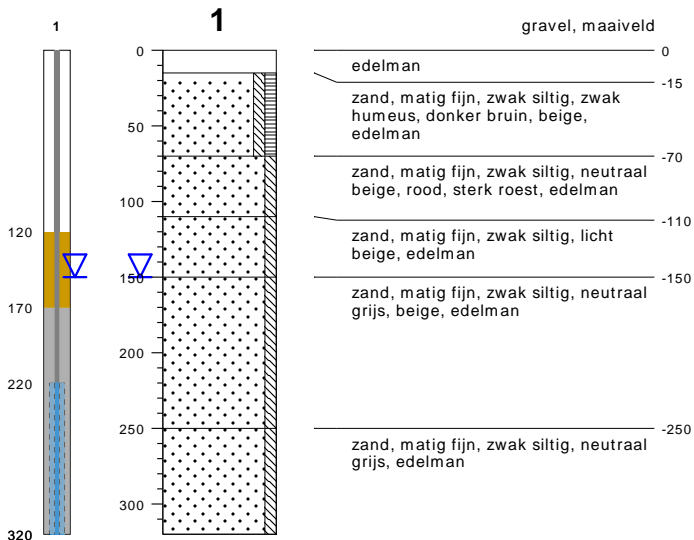 1
1
gravel, maaiveld
0
0
edelman
-15
zand, matig fijn, zwak siltig, zwak
humeus, donker bruin, beige,
edelman
50
-70
zand, matig fijn, zwak siltig, neutraal
beige, rood, sterk roest, edelman
100
-110
120
zand, matig fijn, zwak siltig, licht
beige, edelman
150
-150
170
zand, matig fijn, zwak siltig, neutraal
grijs, beige, edelman
200
220
250
-250
zand, matig fijn, zwak siltig, neutraal
grijs, edelman
300
320